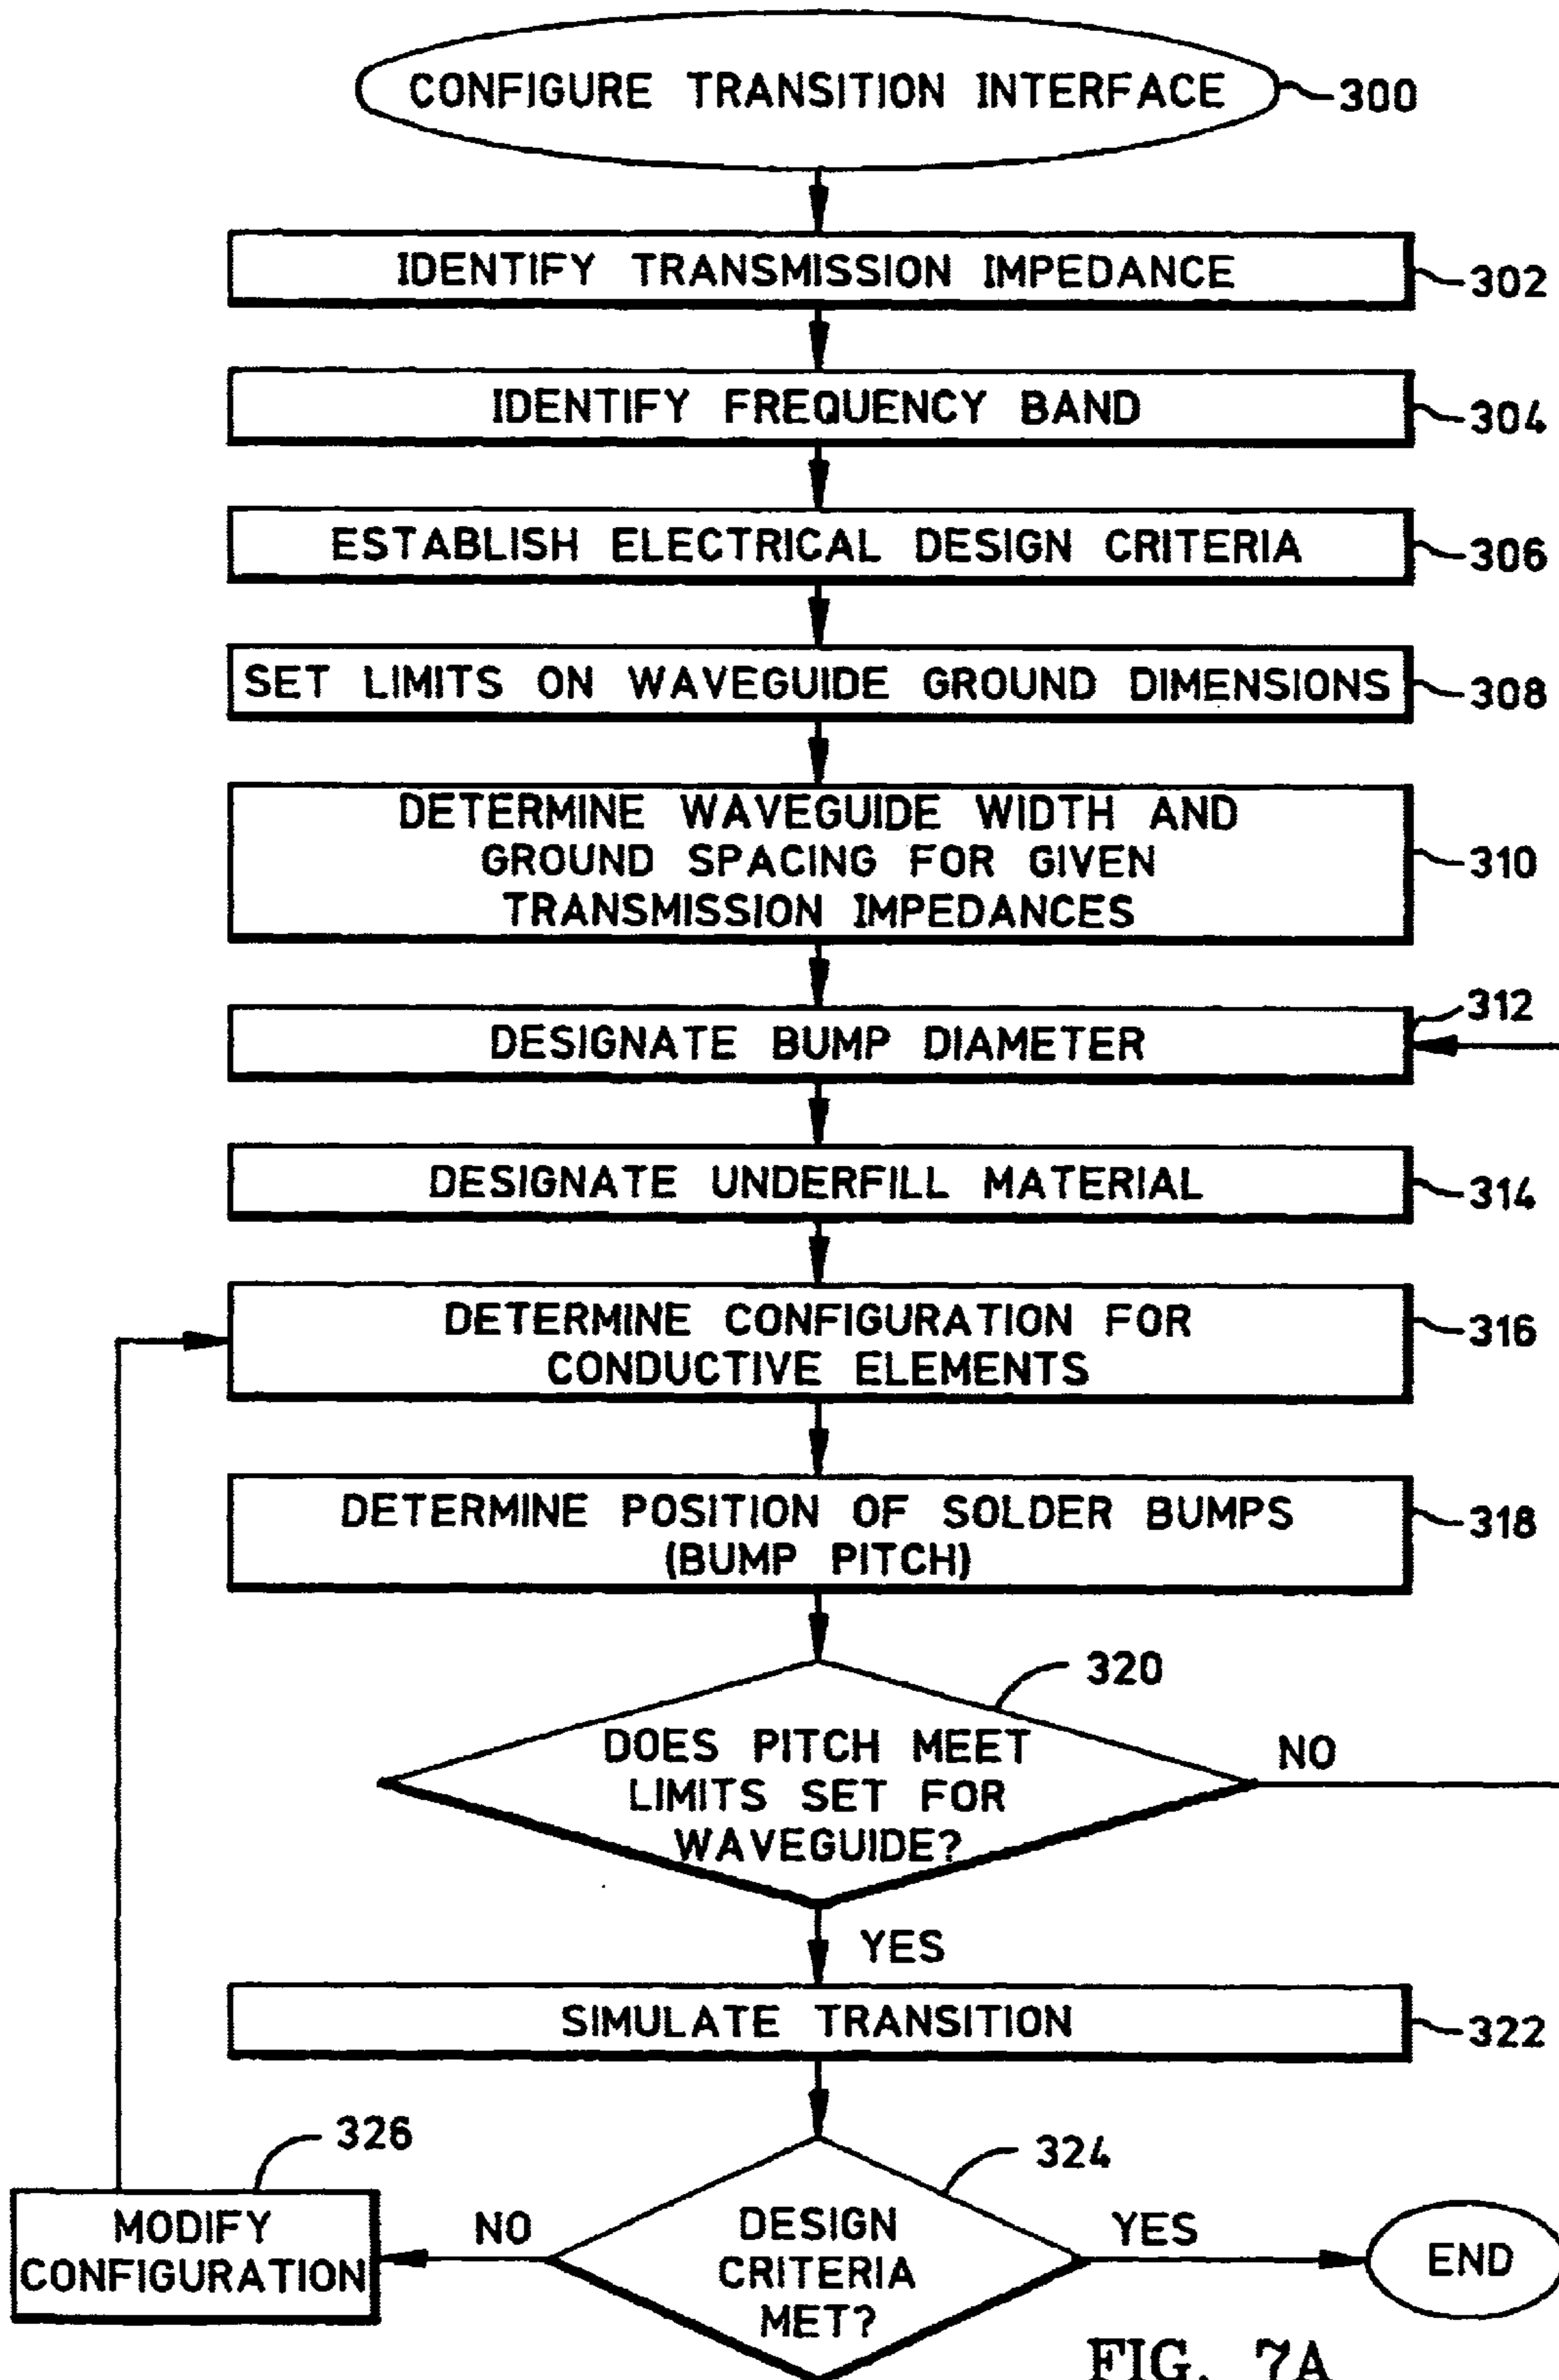 CONFIGURE TRANSITION INTERFACE
300
IDENTIFY TRANSMISSION IMPEDANCE
302
IDENTIFY FREQUENCY BAND
304
ESTABLISH ELECTRICAL DESIGN CRITERIA
306
SET LIMITS ON WAVEGUIDE GROUND DIMENSIONS
308
DETERMINE WAVEGUIDE WIDTH AND
GROUND SPACING FOR GIVEN
TRANSMISSION IMPEDANCES
310
312
DESIGNATE BUMP DIAMETER
DESIGNATE UNDERFILL MATERIAL
314
DETERMINE CONFIGURATION FOR
CONDUCTIVE ELEMENTS
316
DETERMINE POSITION OF SOLDER BUMPS
(BUMP PITCH)
318
320
DOES PITCH MEET
LIMITS SET FOR
WAVEGUIDE?
NO
YES
SIMULATE TRANSITION
322
326
324
MODIFY
CONFIGURATION
NO
DESIGN
CRITERIA
MET?
YES
END
FIG. 7A